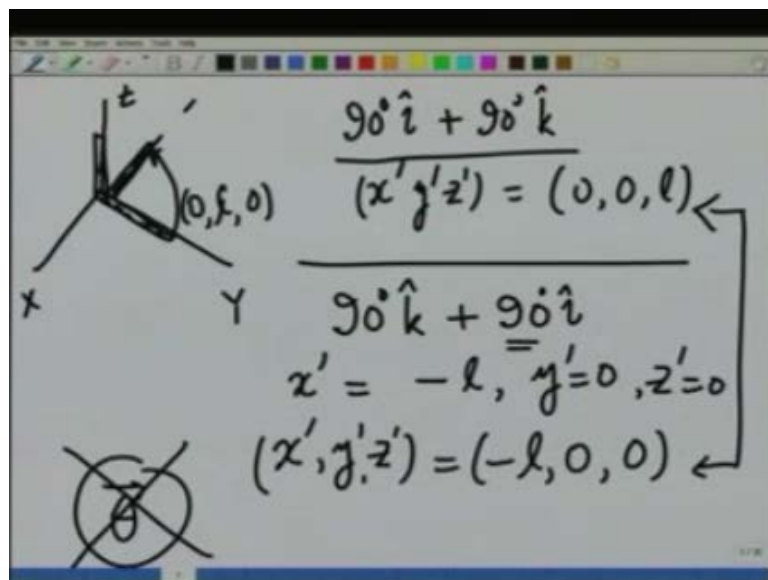 z
(0, l, 0)
X Y
90° î + 90° k̂
(x' y' z') = (0, 0, l)
90° k̂ + 90° î
x' = - l, y' = 0, z' = 0
(x', y', z') = (-l, 0, 0)
θ⃗